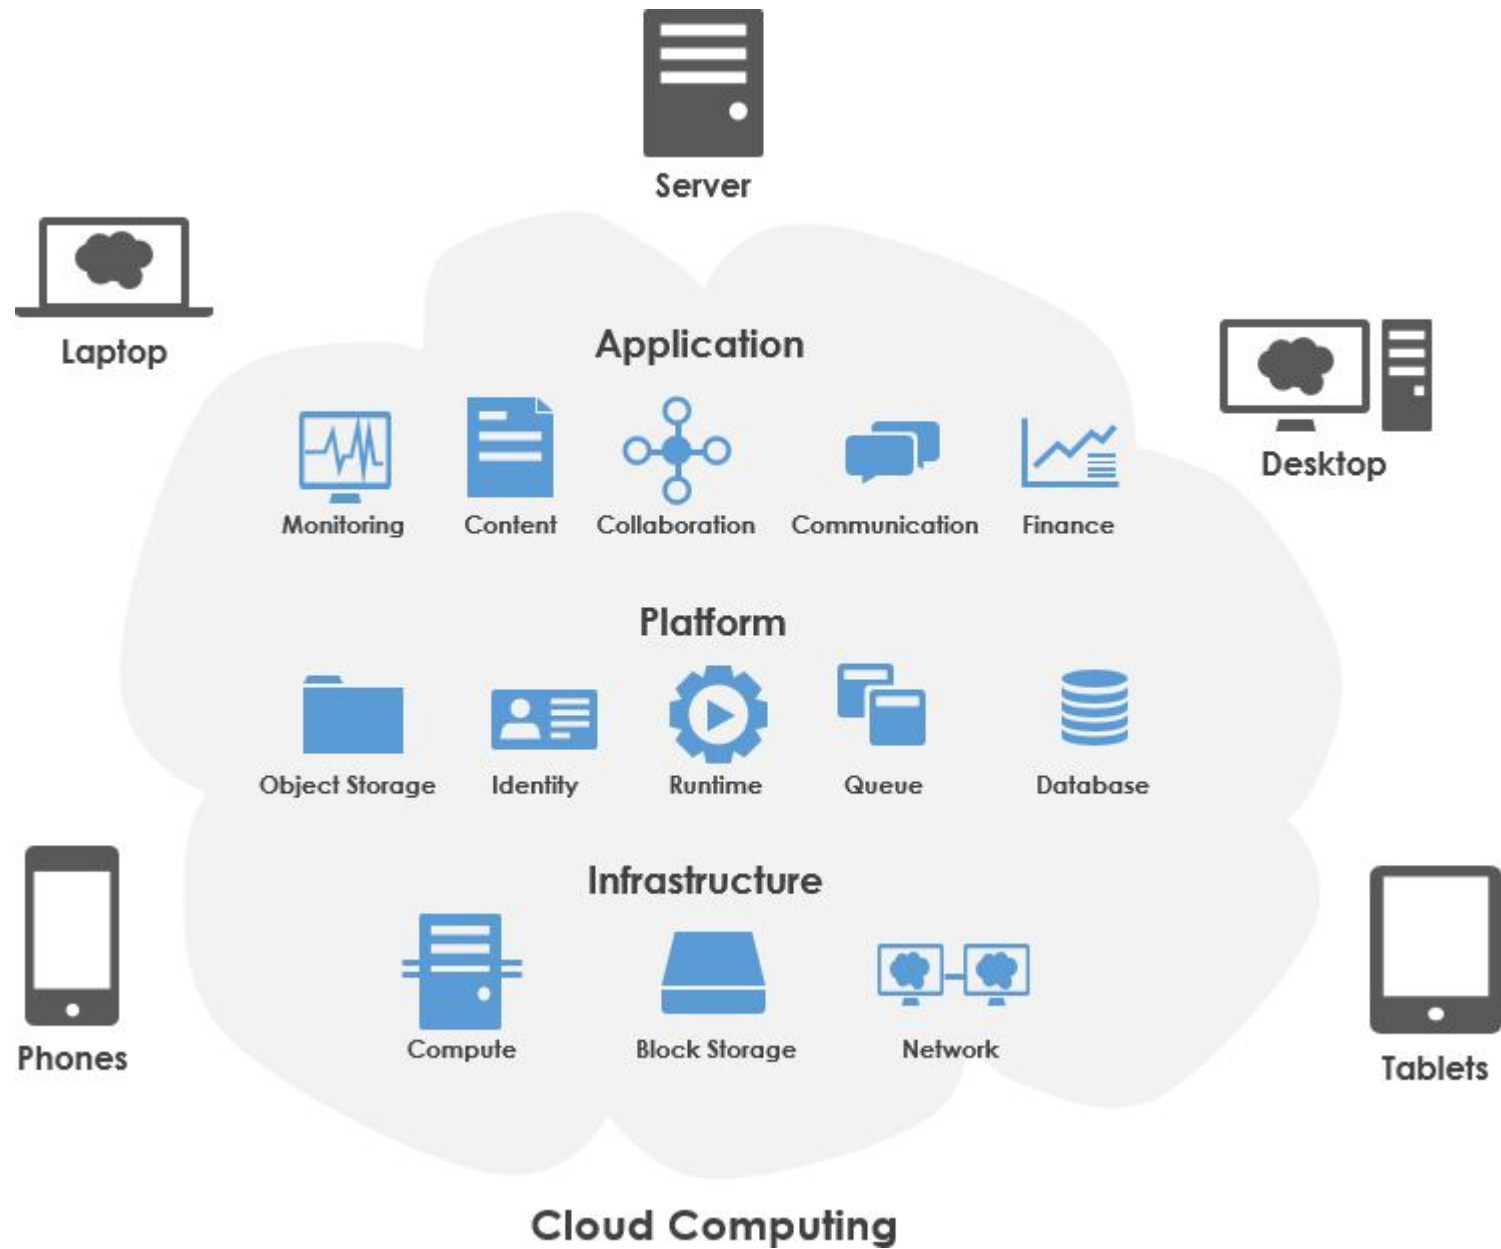 Server
Laptop
Desktop
Application
Monitoring
Content
Collaboration
Communication
Finance
Platform
Object Storage
Identity
Runtime
Queue
Database
Infrastructure
Compute
Block Storage
Network
Phones
Tablets
Cloud Computing